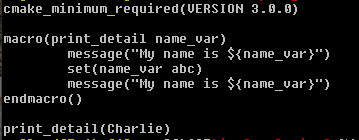 cmake_minimum_required(VERSION 3.0.0)
macro(print_detail name_var)
message("My name is ${name_var}")
set(name_var abc)
message("My name is ${name_var}")
endmacro()
print_detail(Charlie)